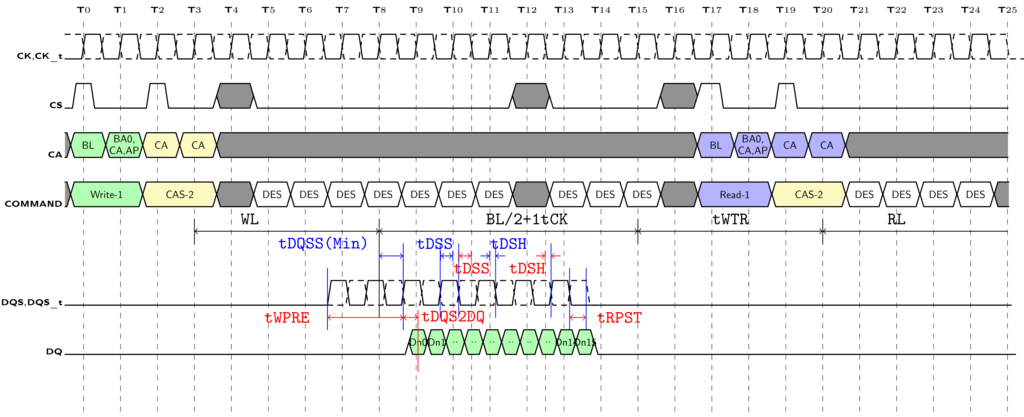 T0 T1 T2 T3 T4 T5 T6 T7 T8 T9 T10 T11 T12 T13 T14 T15 T16 T17 T18 T19 T20 T21 T22 T23 T24 T25
CK,CK_t
CS
CA BL BA0, CA,AP CA CA BL BA0, CA,AP CA CA
COMMAND Write-1 CAS-2 DES DES DES DES DES DES DES DES DES DES Read-1 CAS-2 DES DES DES DES
WL BL/2+1tCK tWTR RL
tDQSS(Min) tDSS tDSH
tDSS tDSH
DQS,DQS_t
tWPRE tDQS2DQ tRPST
DQ Dn0 Dn1 .. .. .. .. .. .. Dn14 Dn15